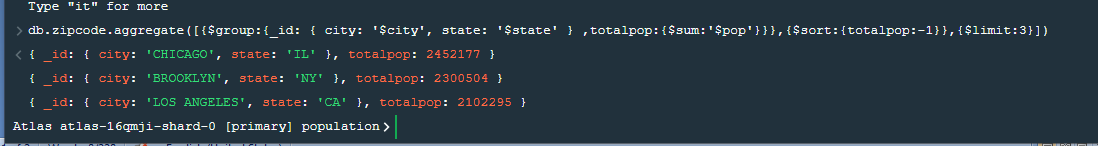 Type "it" for more
> db.zipcode.aggregate([{$group:{_id: { city: '$city', state: '$state' } ,totalpop:{$sum:'$pop'}}},{$sort:{totalpop:-1}},{$limit:3}])
< { _id: { city: 'CHICAGO', state: 'IL' }, totalpop: 2452177 }
{ _id: { city: 'BROOKLYN', state: 'NY' }, totalpop: 2300504 }
{ _id: { city: 'LOS ANGELES', state: 'CA' }, totalpop: 2102295 }
Atlas atlas-16qmji-shard-0 [primary] population>